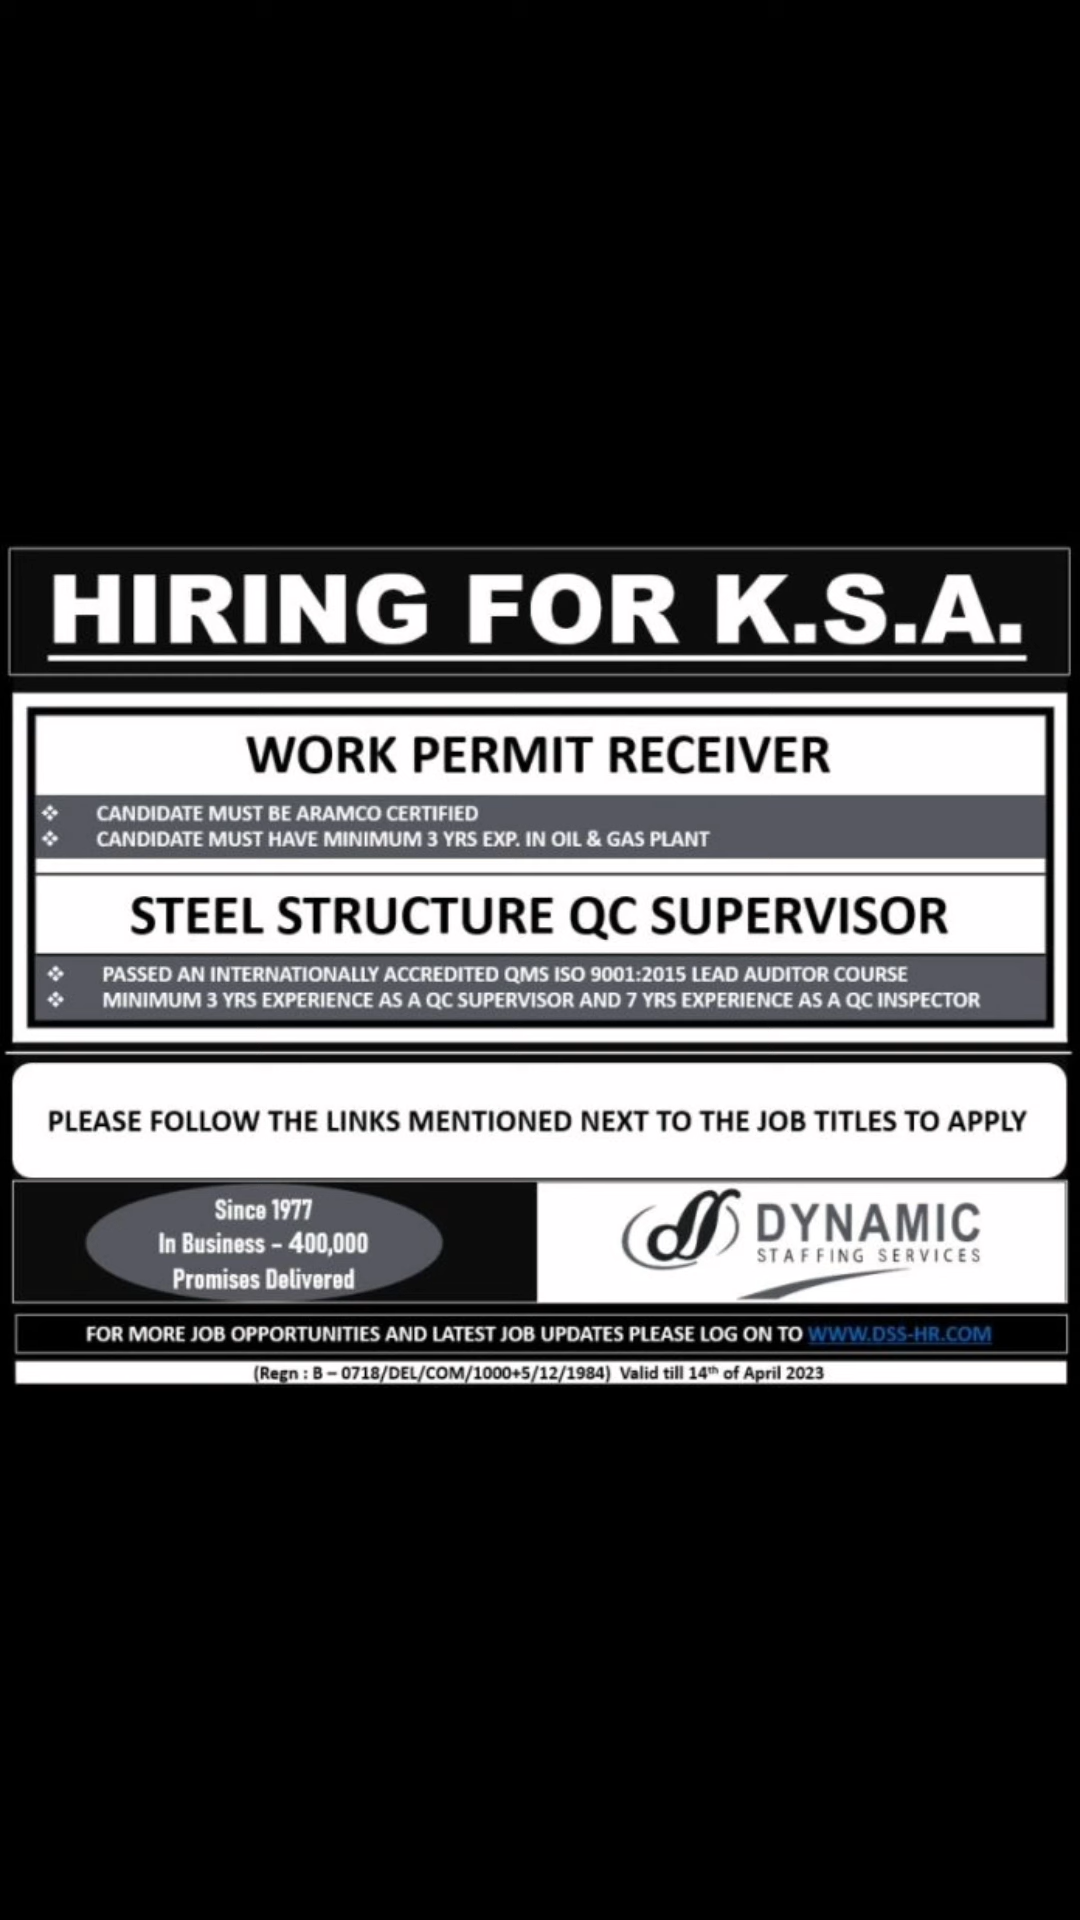 HIRING FOR K.S.A.
WORK PERMIT RECEIVER
❖ CANDIDATE MUST BE ARAMCO CERTIFIED
❖ CANDIDATE MUST HAVE MINIMUM 3 YRS EXP. IN OIL & GAS PLANT
STEEL STRUCTURE QC SUPERVISOR
❖ PASSED AN INTERNATIONALLY ACCREDITED QMS ISO 9001:2015 LEAD AUDITOR COURSE
❖ MINIMUM 3 YRS EXPERIENCE AS A QC SUPERVISOR AND 7 YRS EXPERIENCE AS A QC INSPECTOR
PLEASE FOLLOW THE LINKS MENTIONED NEXT TO THE JOB TITLES TO APPLY
Since 1977
In Business – 400,000
Promises Delivered
dss DYNAMIC
STAFFING SERVICES
FOR MORE JOB OPPORTUNITIES AND LATEST JOB UPDATES PLEASE LOG ON TO WWW.DSS-HR.COM
(Regn : B – 0718/DEL/COM/1000+5/12/1984) Valid till 14th of April 2023